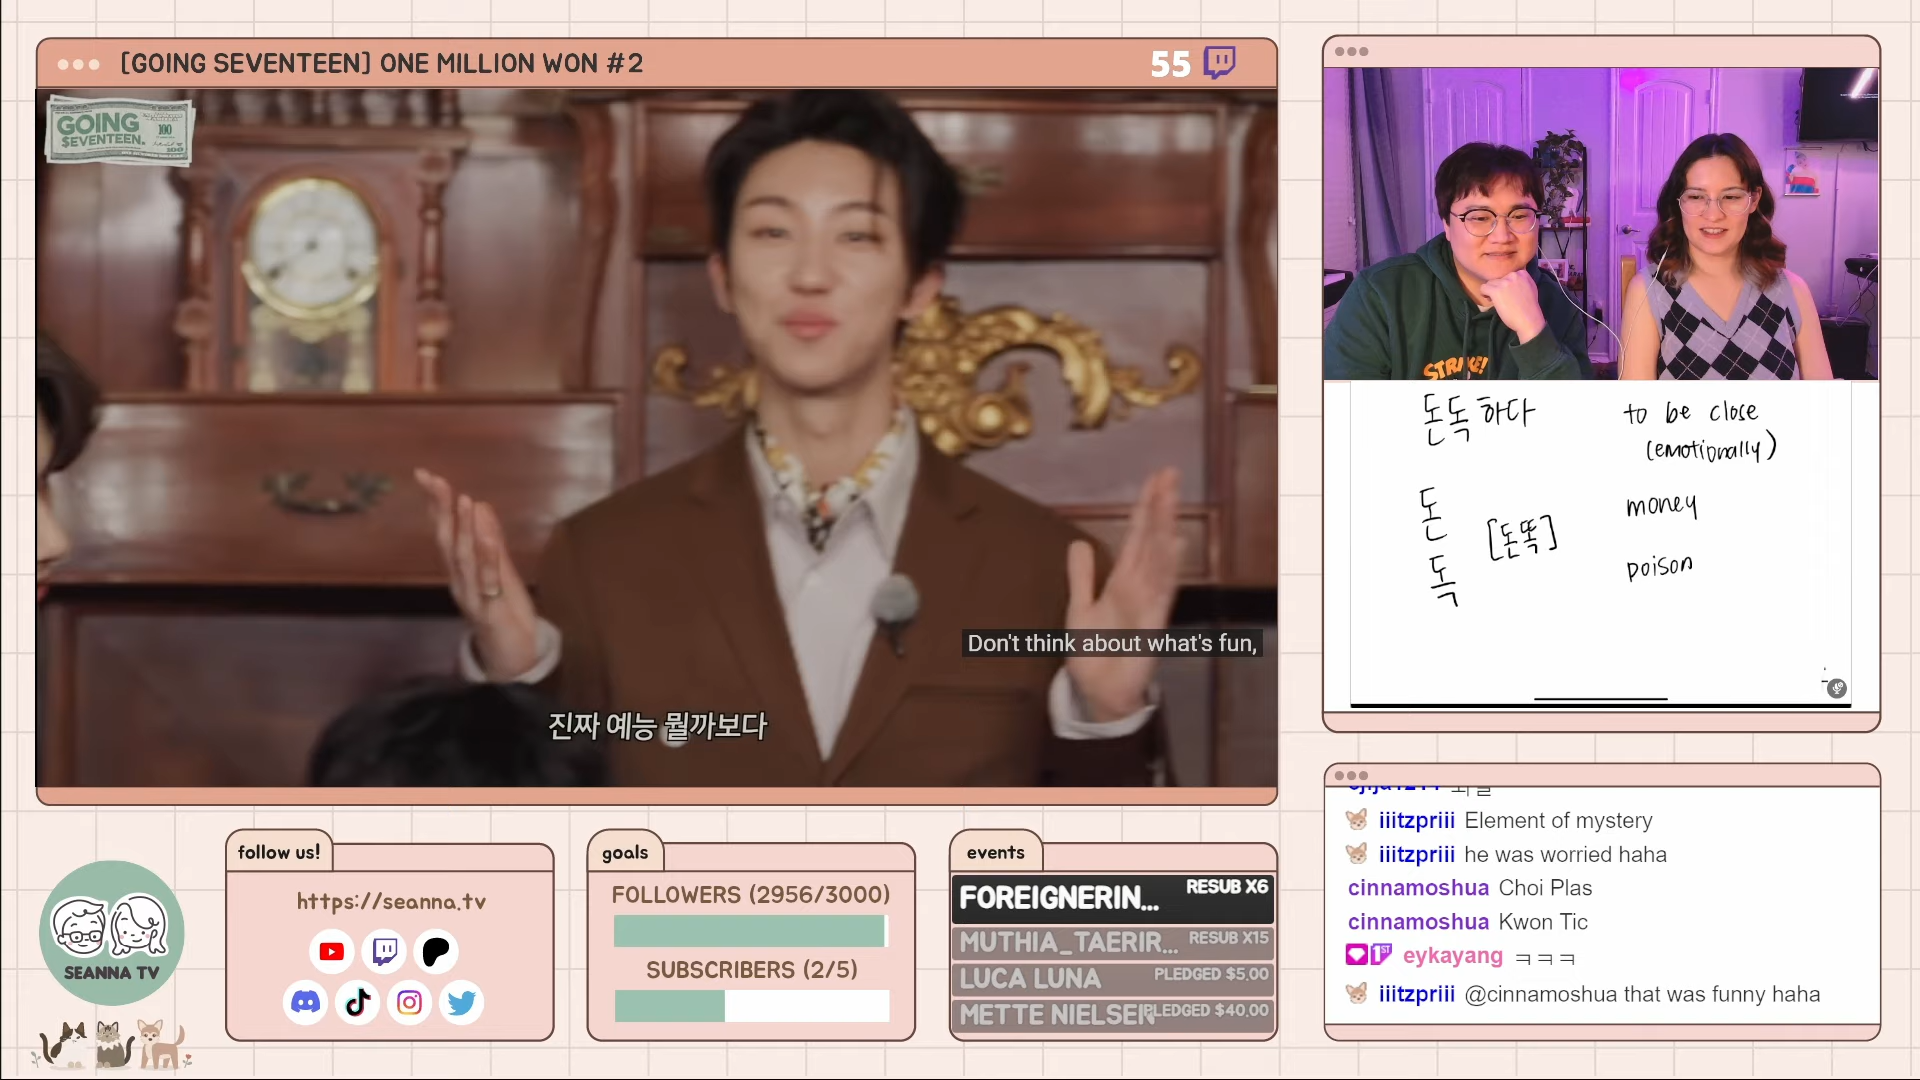 [GOING SEVENTEEN] ONE MILLION WON #2
55
GOING
$EVENTEEN.
100
Don't think about what's fun,
진짜 예능 뭘까보다
STRIKE!
돈독하다 to be close
(emotionally)
돈 money
[돈똑]
독 poison
follow us!
https://seanna.tv
SEANNA TV
goals
FOLLOWERS (2956/3000)
SUBSCRIBERS (2/5)
events
FOREIGNERIN... RESUB X6
MUTHIA_TAERIR... RESUB X15
LUCA LUNA PLEDGED $5.00
METTE NIELSEN PLEDGED $40.00
iiitzpriii Element of mystery
iiitzpriii he was worried haha
cinnamoshua Choi Plas
cinnamoshua Kwon Tic
1ST eykayang ㅋㅋㅋ
iiitzpriii @cinnamoshua that was funny haha